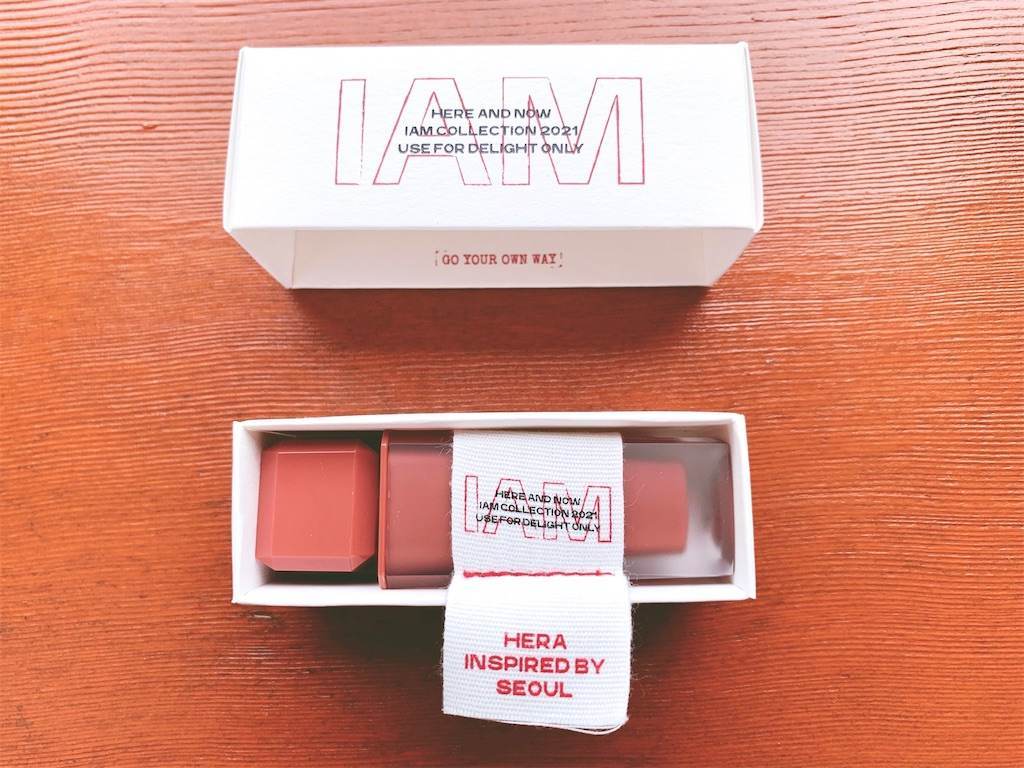 IAM
HERE AND NOW
IAM COLLECTION 2021
USE FOR DELIGHT ONLY
[GO YOUR OWN WAY]
IAM
HERE AND NOW
IAM COLLECTION 2021
USE FOR DELIGHT ONLY
HERA
INSPIRED BY
SEOUL